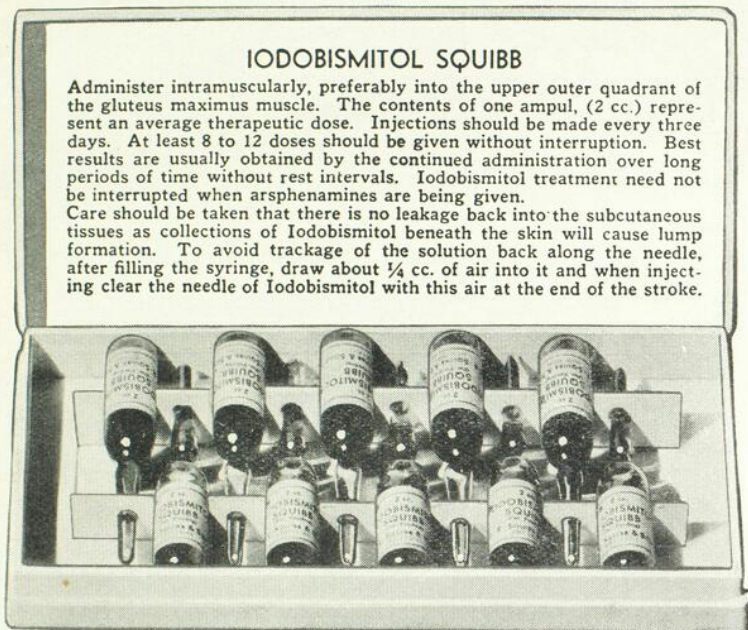 IODOBISMITOL SQUIBB
Administer intramuscularly, preferably into the upper outer quadrant of
the gluteus maximus muscle. The contents of one ampul, (2 cc.) repre-
sent an average therapeutic dose. Injections should be made every three
days. At least 8 to 12 doses should be given without interruption. Best
results are usually obtained by the continued administration over long
periods of time without rest intervals. Iodobismitol treatment need not
be interrupted when arsphenamines are being given.
Care should be taken that there is no leakage back into the subcutaneous
tissues as collections of Iodobismitol beneath the skin will cause lump
formation. To avoid trackage of the solution back along the needle,
after filling the syringe, draw about ¼ cc. of air into it and when inject-
ing clear the needle of Iodobismitol with this air at the end of the stroke.
SQUIBB
SQUIBB
SQUIBB
SQUIBB
SQUIBB
SQUIBB
SQUIBB